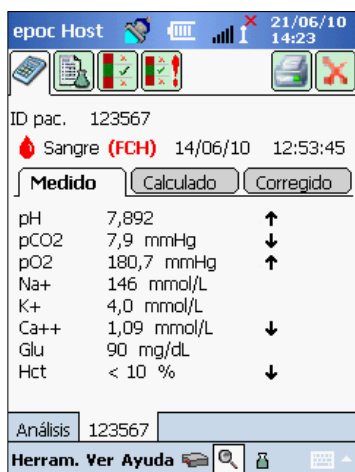 epoc Host 21/06/10
14:23
ID pac. 123567
Sangre (FCH) 14/06/10 12:53:45
Medido Calculado Corregido
pH 7,892 ↑
pCO2 7,9 mmHg ↓
pO2 180,7 mmHg ↑
Na+ 146 mmol/L
K+ 4,0 mmol/L
Ca++ 1,09 mmol/L ↓
Glu 90 mg/dL
Hct < 10 % ↓
Análisis 123567
Herram. Ver Ayuda